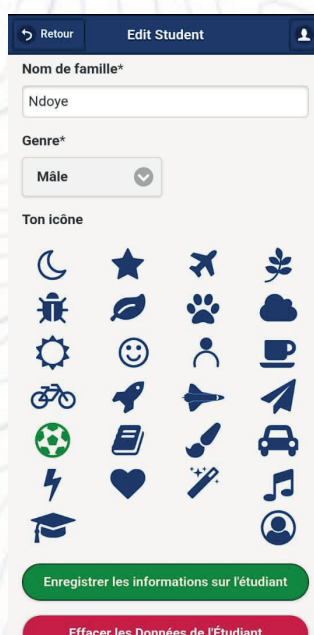 Retour Edit Student
Nom de famille*
Ndoye
Genre*
Mâle
Ton icône
Enregistrer les informations sur l'étudiant
Effacer les Données de l'Étudiant